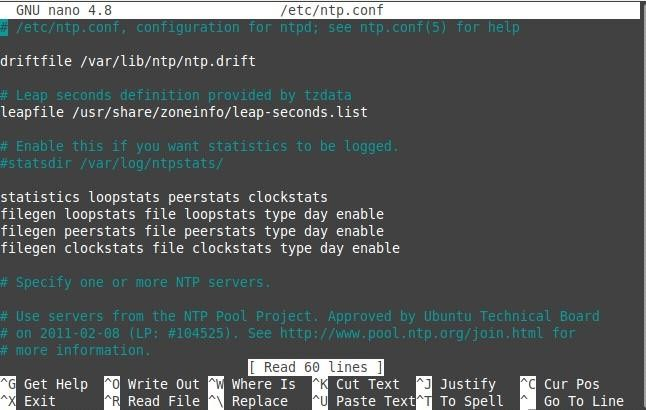 GNU nano 4.8 /etc/ntp.conf
# /etc/ntp.conf, configuration for ntpd; see ntp.conf(5) for help
driftfile /var/lib/ntp/ntp.drift
# Leap seconds definition provided by tzdata
leapfile /usr/share/zoneinfo/leap-seconds.list
# Enable this if you want statistics to be logged.
#statsdir /var/log/ntpstats/
statistics loopstats peerstats clockstats
filegen loopstats file loopstats type day enable
filegen peerstats file peerstats type day enable
filegen clockstats file clockstats type day enable
# Specify one or more NTP servers.
# Use servers from the NTP Pool Project. Approved by Ubuntu Technical Board
# on 2011-02-08 (LP: #104525). See http://www.pool.ntp.org/join.html for
# more information.
[ Read 60 lines ]
^G Get Help ^O Write Out ^W Where Is ^K Cut Text ^J Justify ^C Cur Pos
^X Exit ^R Read File ^\ Replace ^U Paste Text ^T To Spell ^_ Go To Line